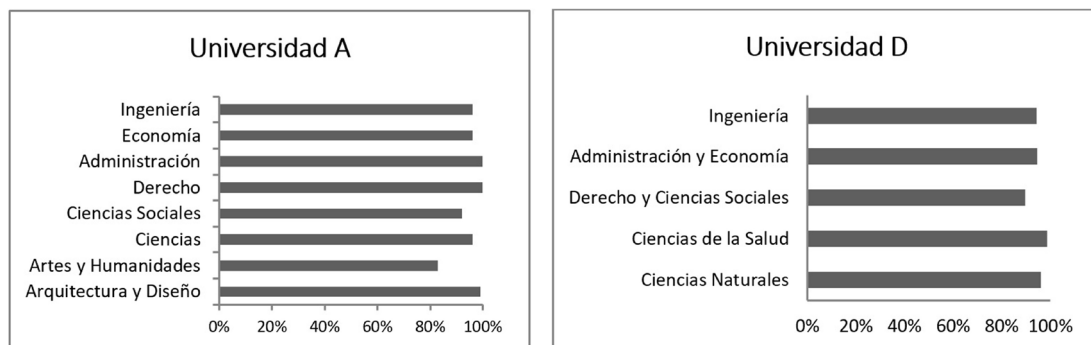 Universidad A
Ingeniería
Economía
Administración
Derecho
Ciencias Sociales
Ciencias
Artes y Humanidades
Arquitectura y Diseño
0% 20% 40% 60% 80% 100%
Universidad D
Ingeniería
Administración y Economía
Derecho y Ciencias Sociales
Ciencias de la Salud
Ciencias Naturales
0% 20% 40% 60% 80% 100%